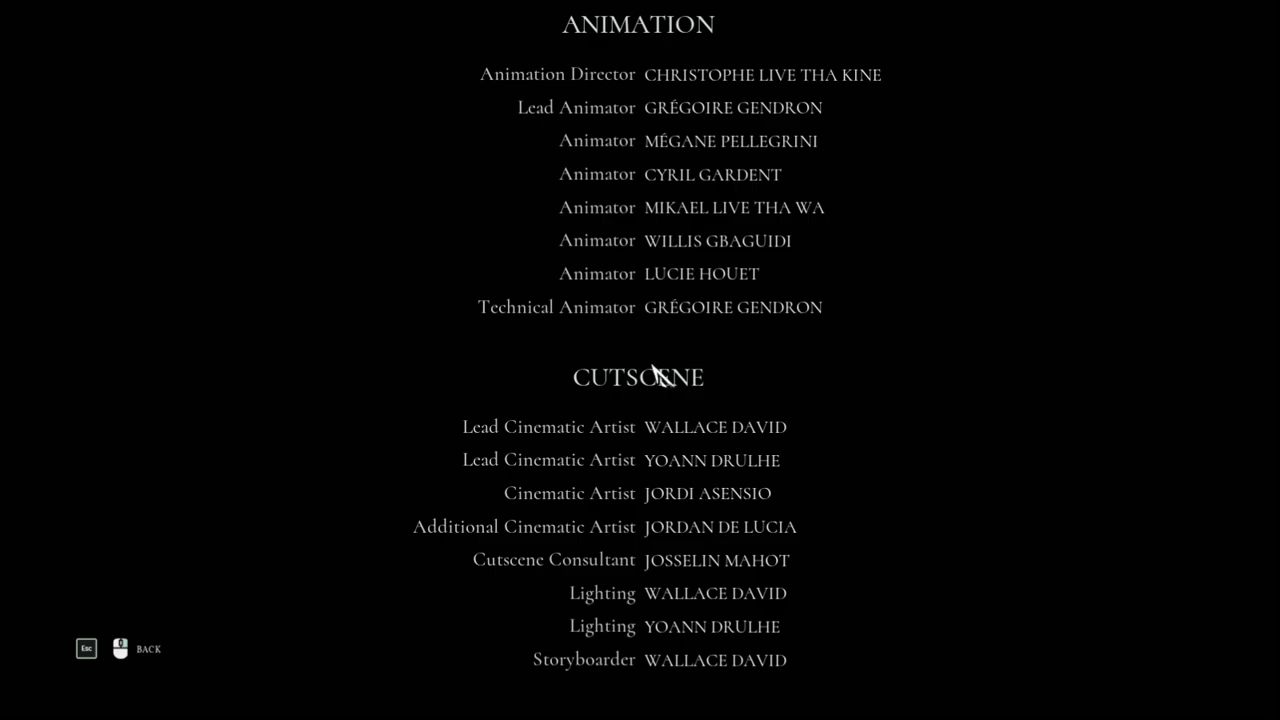 ANIMATION
Animation Director CHRISTOPHE LIVE THA KINE
Lead Animator GRÉGOIRE GENDRON
Animator MÉGANE PELLEGRINI
Animator CYRIL GARDENT
Animator MIKAEL LIVE THA WA
Animator WILLIS GBAGUIDI
Animator LUCIE HOUET
Technical Animator GRÉGOIRE GENDRON
CUTSCENE
Lead Cinematic Artist WALLACE DAVID
Lead Cinematic Artist YOANN DRULHE
Cinematic Artist JORDI ASENSIO
Additional Cinematic Artist JORDAN DE LUCIA
Cutscene Consultant JOSSELIN MAHOT
Lighting WALLACE DAVID
Lighting YOANN DRULHE
Storyboarder WALLACE DAVID
Esc BACK